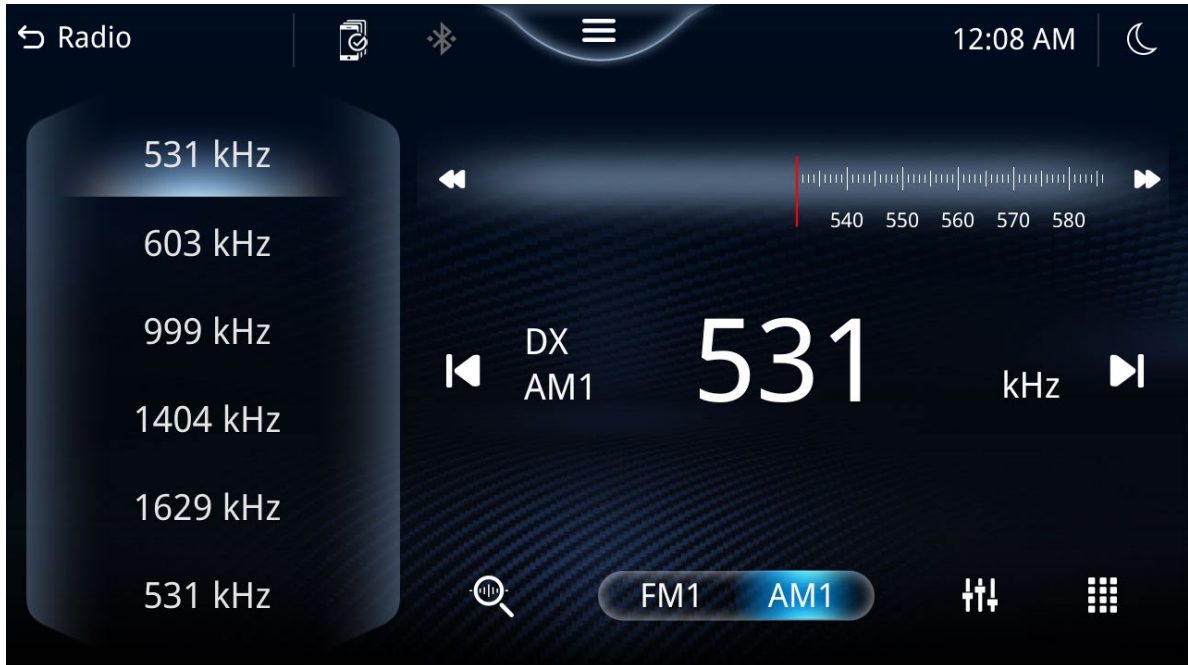 Radio
12:08 AM
531 kHz
603 kHz
999 kHz
1404 kHz
1629 kHz
531 kHz
540 550 560 570 580
DX
AM1
531
kHz
FM1 AM1